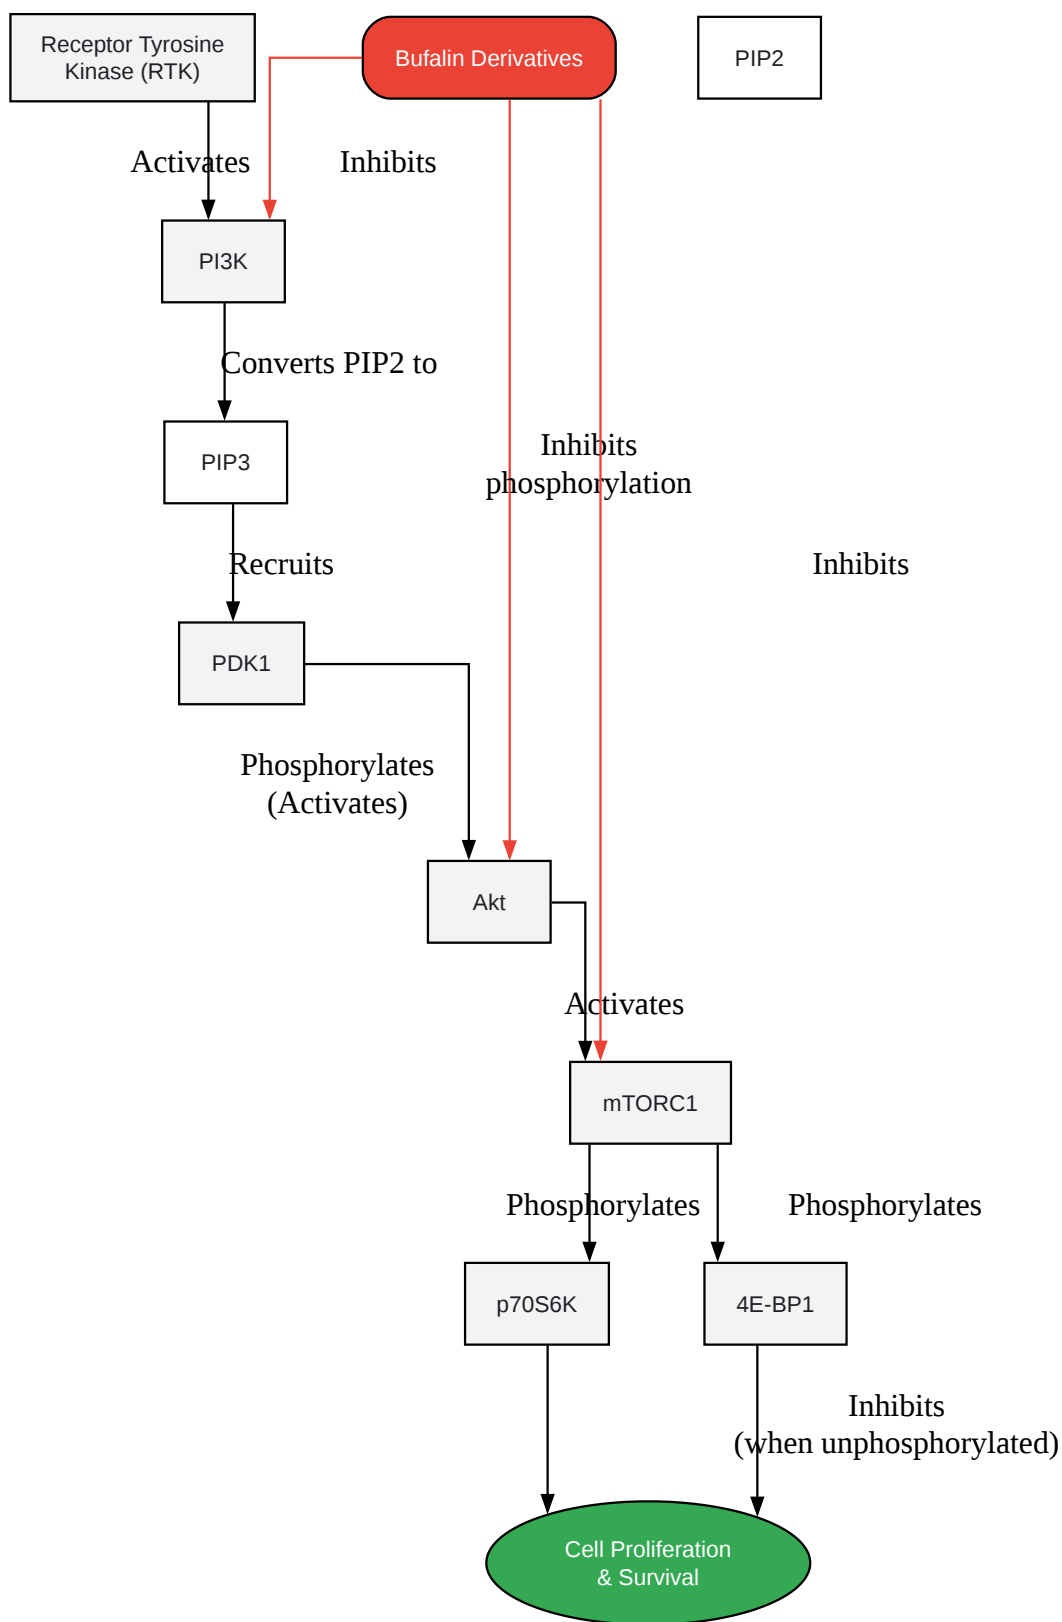 Receptor Tyrosine
Kinase (RTK)
Bufalin Derivatives
PIP2
Activates
Inhibits
PI3K
Converts PIP2 to
PIP3
Inhibits
phosphorylation
Recruits
Inhibits
PDK1
Phosphorylates
(Activates)
Akt
Activates
mTORC1
Phosphorylates
Phosphorylates
p70S6K
4E-BP1
Inhibits
(when unphosphorylated)
Cell Proliferation
& Survival